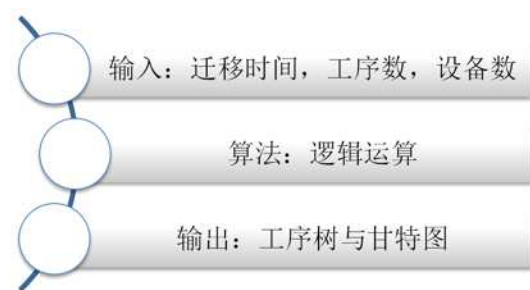 输入：迁移时间，工序数，设备数
算法：逻辑运算
输出：工序树与甘特图